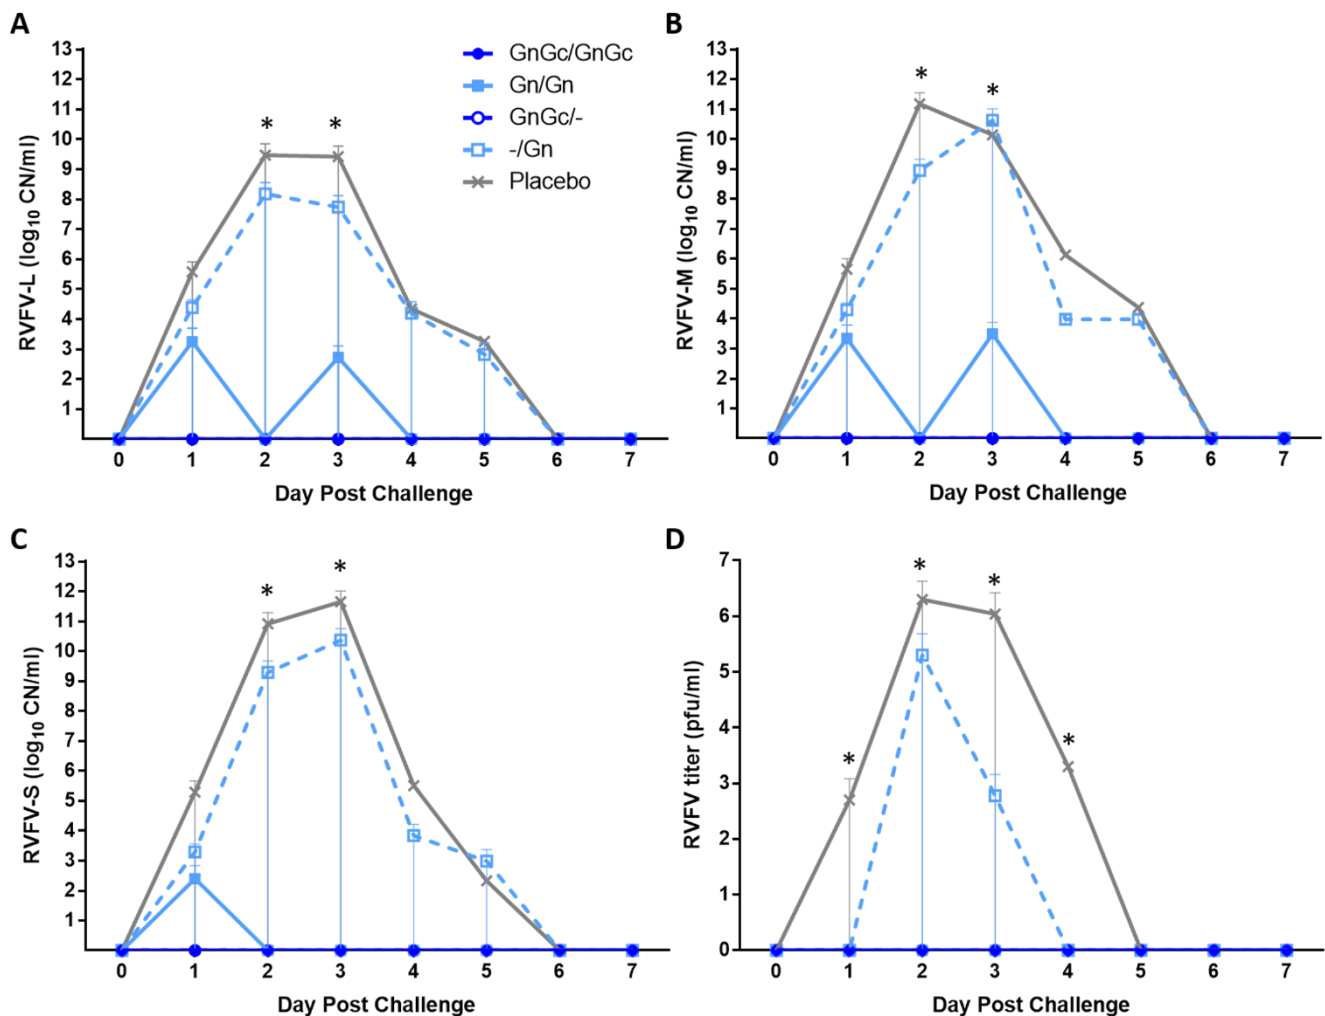 A
13
12
11
10
9
8
7
6
5
4
3
2
1
RVFV-L (log10 CN/ml)
* *
0 1 2 3 4 5 6 7
Day Post Challenge
GnGc/GnGc
Gn/Gn
GnGc/-
-/Gn
Placebo
B
13
12
11
10
9
8
7
6
5
4
3
2
1
RVFV-M (log10 CN/ml)
* *
0 1 2 3 4 5 6 7
Day Post Challenge
C
13
12
11
10
9
8
7
6
5
4
3
2
1
RVFV-S (log10 CN/ml)
* *
0 1 2 3 4 5 6 7
Day Post Challenge
D
7
6
5
4
3
2
1
0
RVFV titer (pfu/ml)
* * * *
0 1 2 3 4 5 6 7
Day Post Challenge